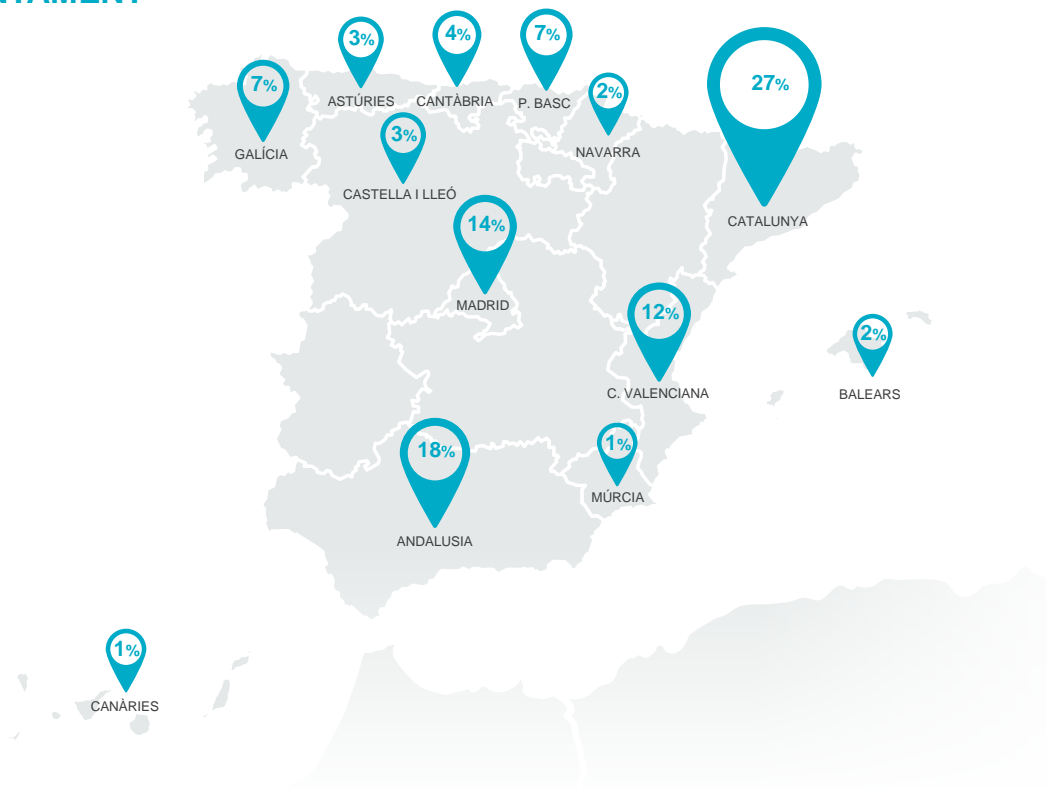 3%
4%
7%
27%
7%
2%
ASTÚRIES
CANTÀBRIA
P. BASC
3%
GALÍCIA
NAVARRA
CASTELLA I LLEÓ
14%
CATALUNYA
MADRID
12%
2%
C. VALENCIANA
BALEARS
18%
1%
MÚRCIA
ANDALUSIA
1%
CANÀRIES